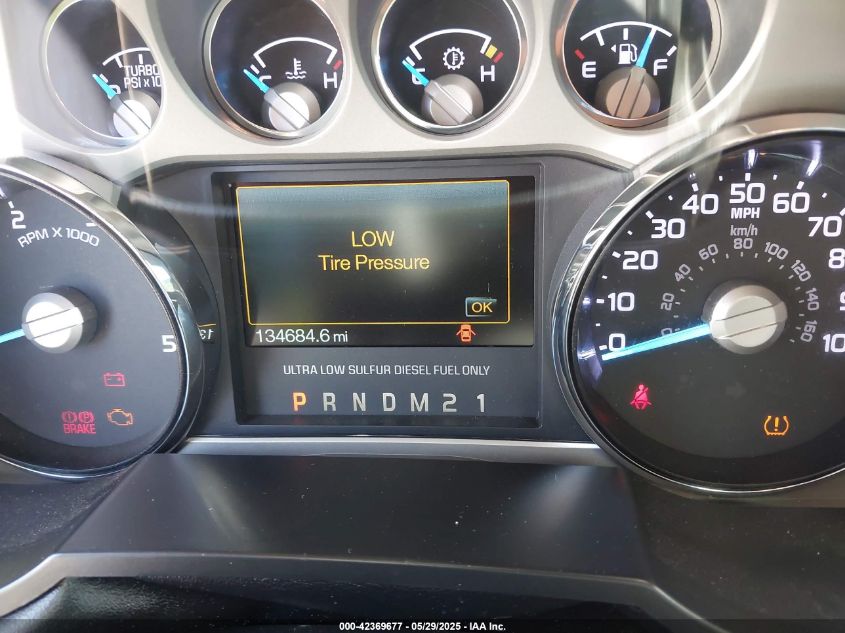 TURBO
PSI x 10
C H
C H
E F
2 3
RPM X 1000
5
LOW
Tire Pressure
OK
134684.6 mi
ULTRA LOW SULFUR DIESEL FUEL ONLY
P R N D M 2 1
BRAKE
0 10 20 30 40 50 60 70
MPH
km/h
0 20 40 60 80 100 120 140 160
000-42369677 - 05/29/2025 - IAA Inc.